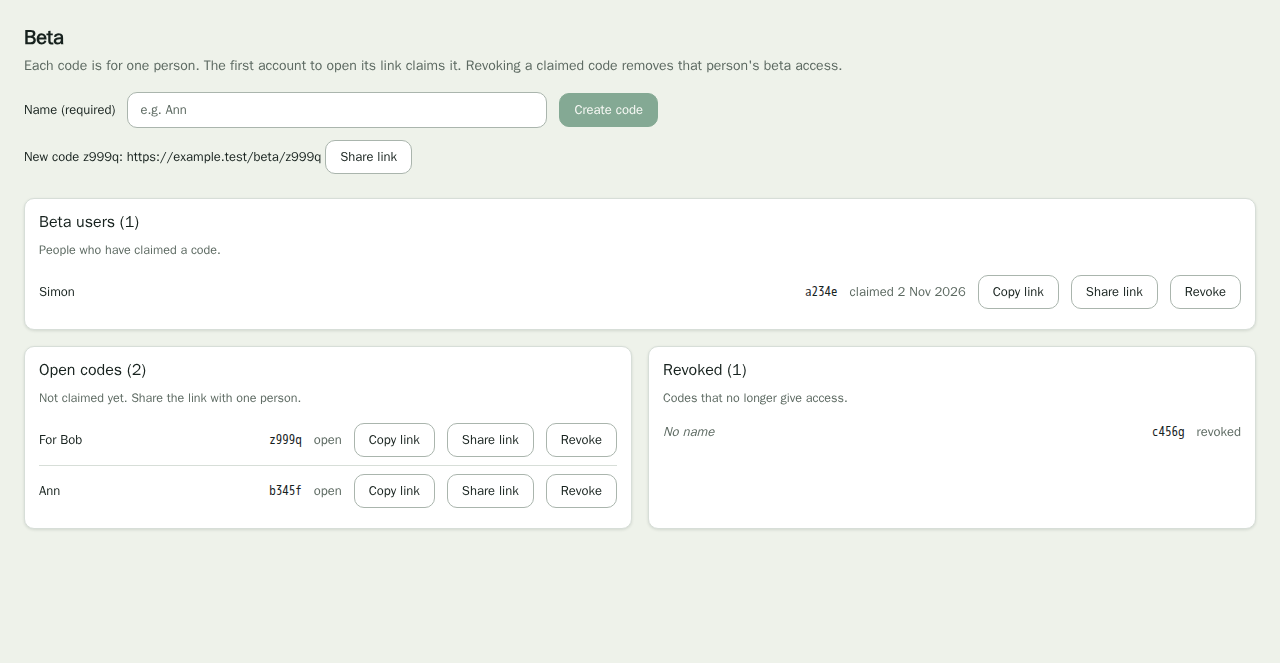 Beta
Each code is for one person. The first account to open its link claims it. Revoking a claimed code removes that person's beta access.
Name (required) e.g. Ann Create code
New code z999q: https://example.test/beta/z999q Share link
Beta users (1)
People who have claimed a code.
Simon a234e claimed 2 Nov 2026 Copy link Share link Revoke
Open codes (2)
Not claimed yet. Share the link with one person.
For Bob z999q open Copy link Share link Revoke
Ann b345f open Copy link Share link Revoke
Revoked (1)
Codes that no longer give access.
No name c456g revoked